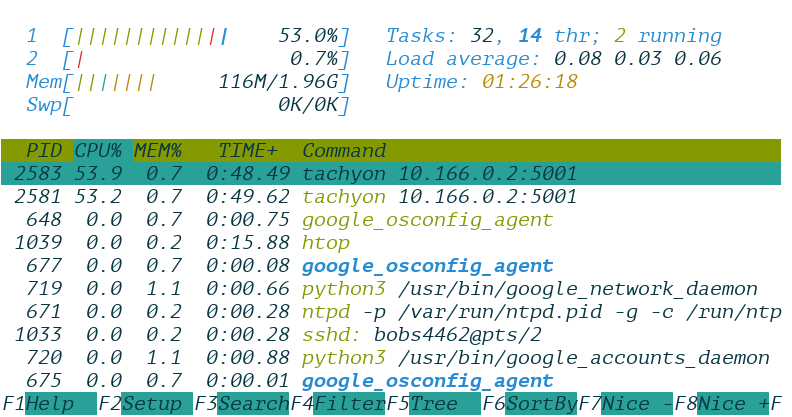 1 [|||||||||||||    53.0%] Tasks: 32, 14 thr; 2 running
2 [|    0.7%] Load average: 0.08 0.03 0.06
Mem[|||||||    116M/1.96G] Uptime: 01:26:18
Swp[    0K/0K]
PID CPU% MEM% TIME+ Command
2583 53.9 0.7 0:48.49 tachyon 10.166.0.2:5001
2581 53.2 0.7 0:49.62 tachyon 10.166.0.2:5001
648 0.0 0.7 0:00.75 google_osconfig_agent
1039 0.0 0.2 0:15.88 htop
677 0.0 0.7 0:00.08 google_osconfig_agent
719 0.0 1.1 0:00.66 python3 /usr/bin/google_network_daemon
671 0.0 0.2 0:00.28 ntpd -p /var/run/ntpd.pid -g -c /run/ntp
1033 0.0 0.2 0:00.28 sshd: bobs4462@pts/2
720 0.0 1.1 0:00.88 python3 /usr/bin/google_accounts_daemon
675 0.0 0.7 0:00.01 google_osconfig_agent
F1Help F2Setup F3SearchF4FilterF5Tree F6SortByF7Nice -F8Nice +F